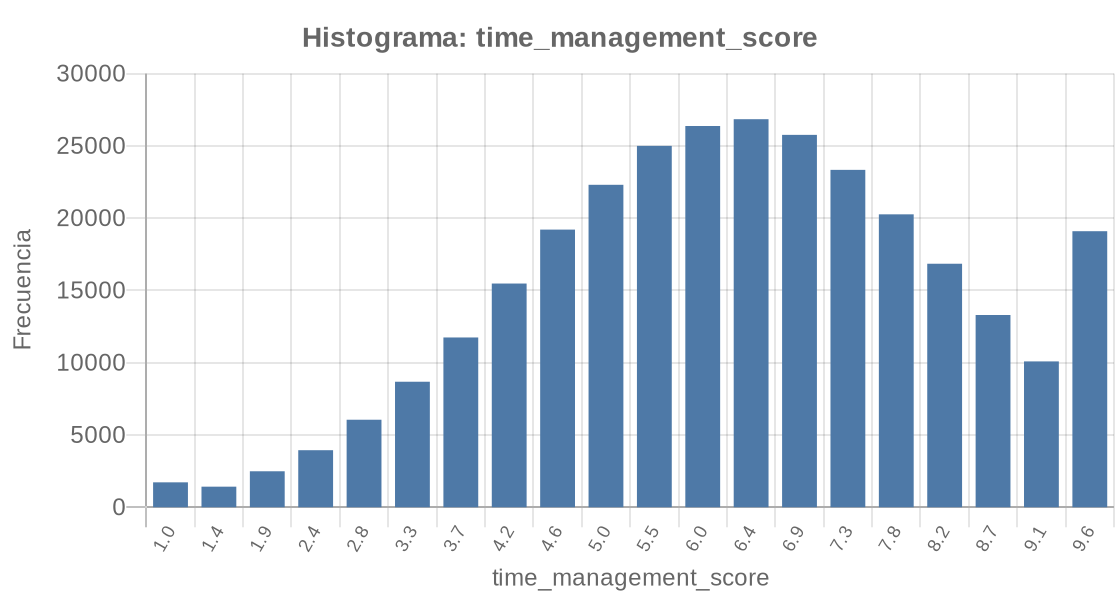 Histograma: time_management_score
30000
25000
20000
15000
10000
5000
0
Frecuencia
1.0 1.4 1.9 2.4 2.8 3.3 3.7 4.2 4.6 5.0 5.5 6.0 6.4 6.9 7.3 7.8 8.2 8.7 9.1 9.6
time_management_score